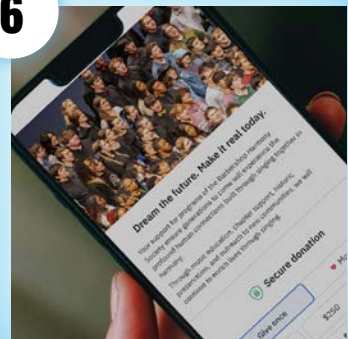 6
Dream the future. Make it real today.
Your support for programs of the Barbershop Harmony
Society ensure generations to come will experience the
profound human connections built through singing together in
harmony.
Through music education, chapter support, historic
preservation, and outreach to new communities, we will
continue to enrich lives through singing.
Secure donation
Give once
Mo
$250